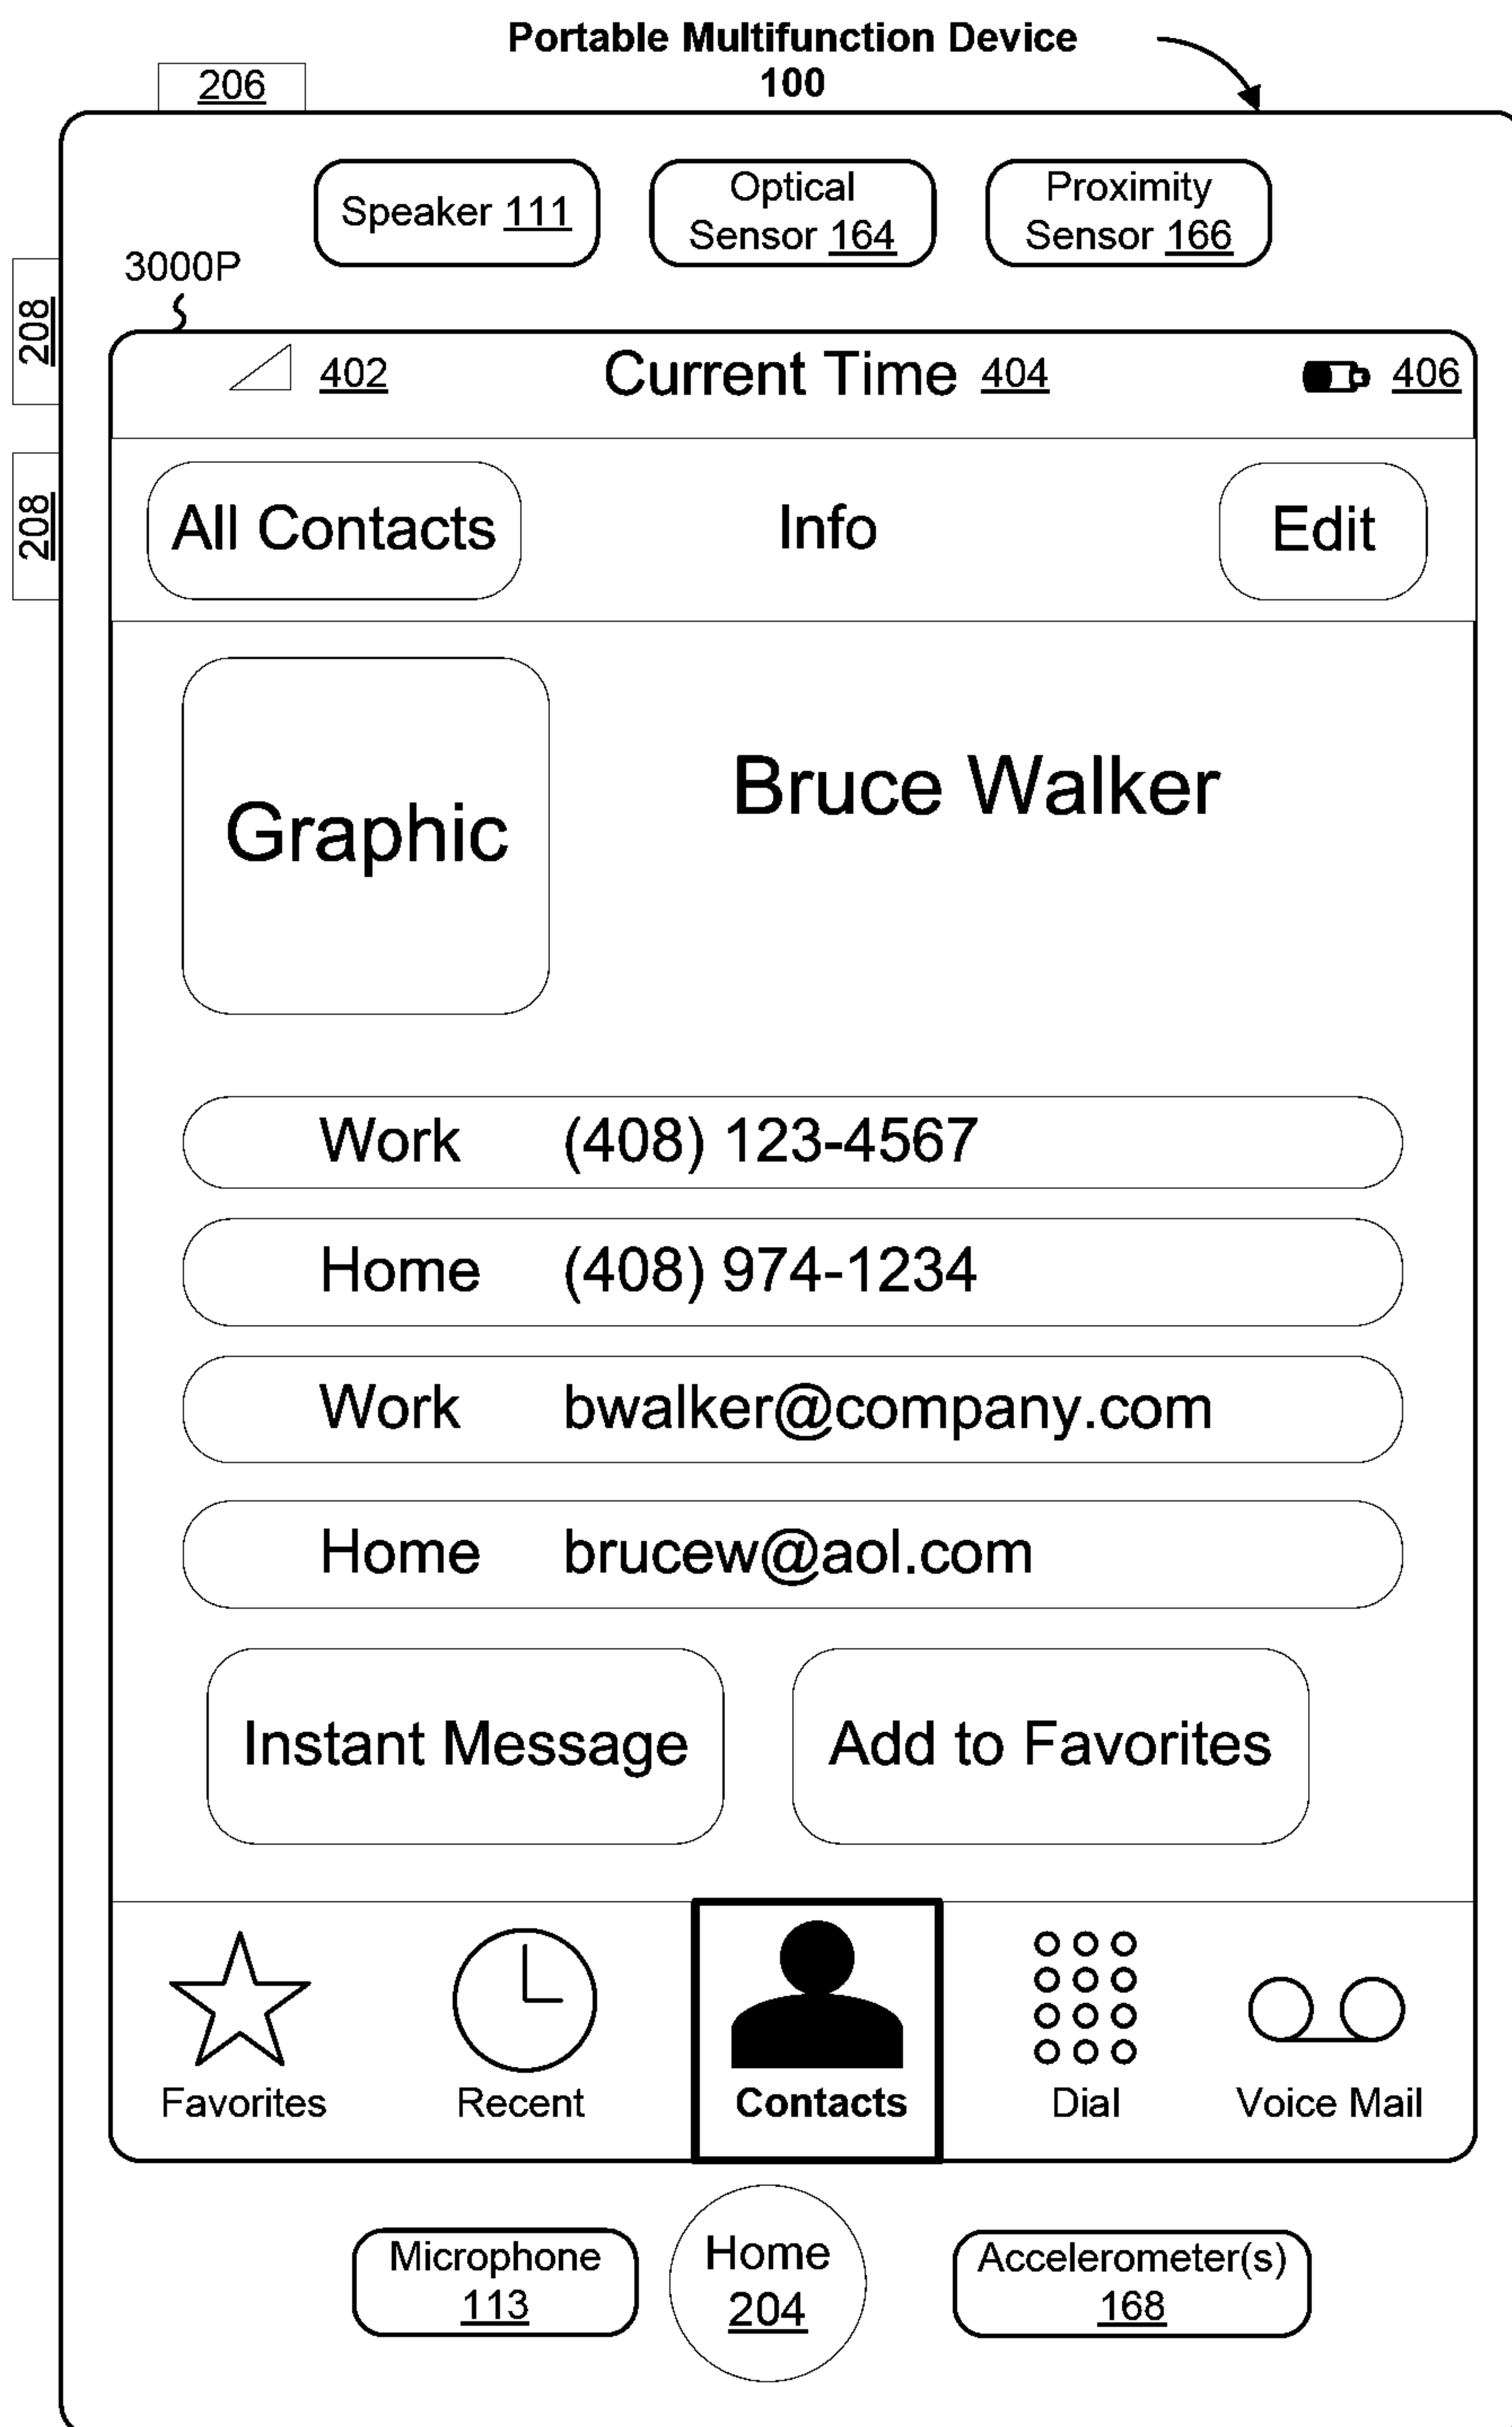 Portable Multifunction Device
100
206
Speaker 111
Optical
Sensor 164
Proximity
Sensor 166
3000P
208
208
402
Current Time 404
406
All Contacts
Info
Edit
Graphic
Bruce Walker
Work (408) 123-4567
Home (408) 974-1234
Work bwalker@company.com
Home brucew@aol.com
Instant Message
Add to Favorites
Favorites
Recent
Contacts
Dial
Voice Mail
Microphone
113
Home
204
Accelerometer(s)
168